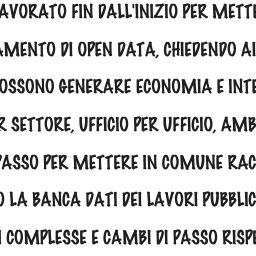 AVORATO FIN DALL'INIZIO PER METTE
AMENTO DI OPEN DATA, CHIEDENDO AI
OSSONO GENERARE ECONOMIA E INTE
R SETTORE, UFFICIO PER UFFICIO, AMB
PASSO PER METTERE IN COMUNE RAC
O LA BANCA DATI DEI LAVORI PUBBLIC
I COMPLESSE E CAMBI DI PASSO RISPE